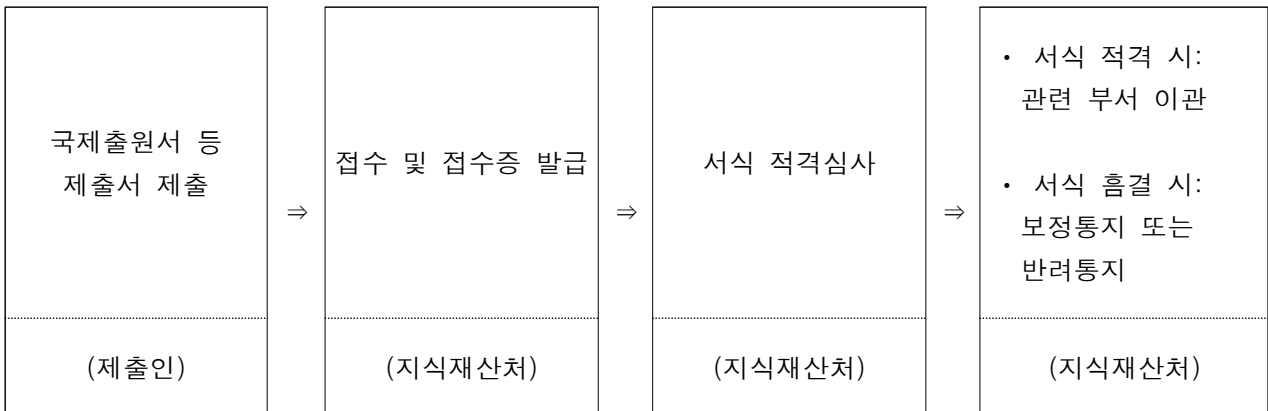 국제출원서 등
제출서 제출
(제출인)
⇒
접수 및 접수증 발급
(지식재산처)
⇒
서식 적격심사
(지식재산처)
⇒
• 서식 적격 시:
관련 부서 이관
• 서식 흠결 시:
보정통지 또는
반려통지
(지식재산처)